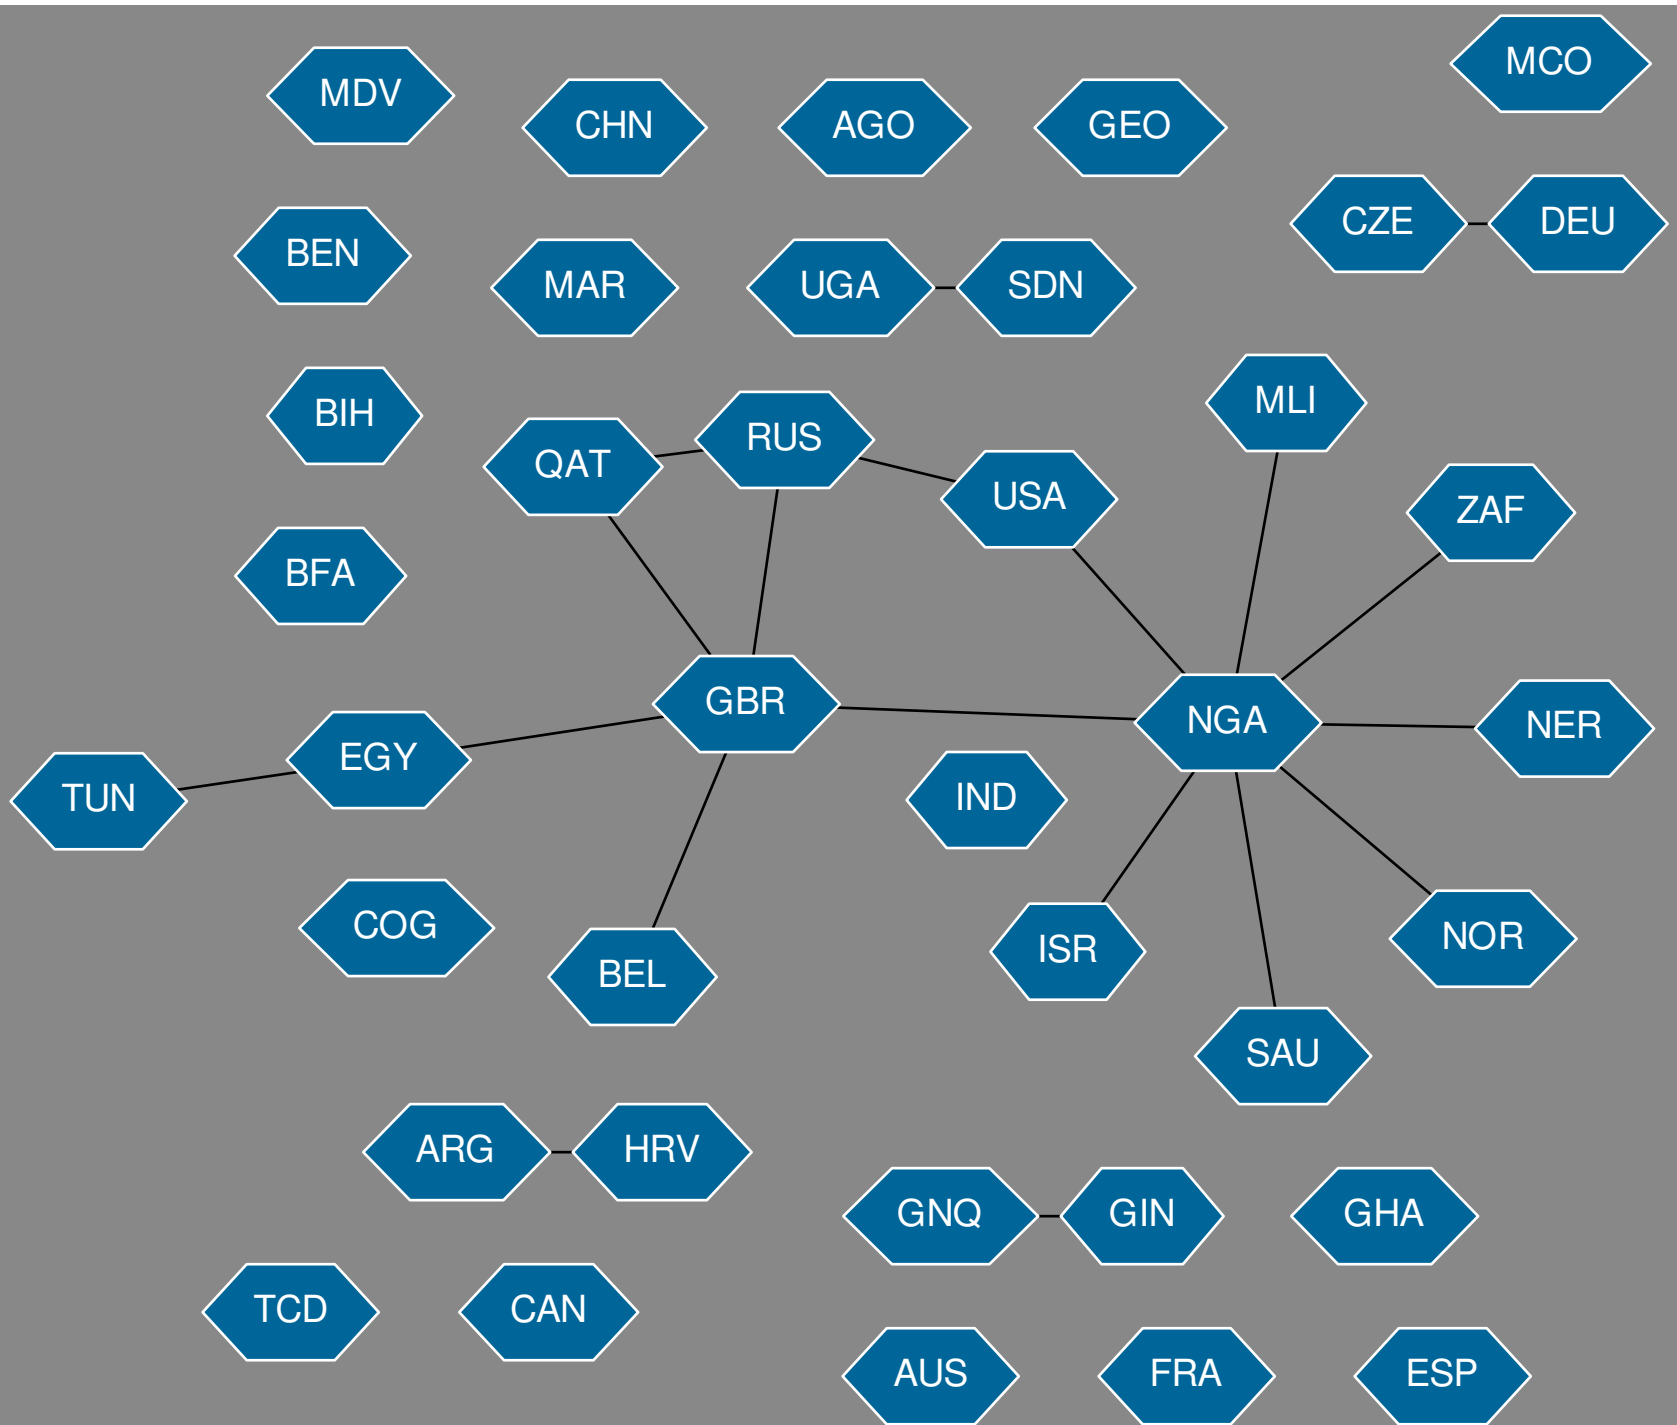 MCO
MDV
CHN
AGO
GEO
CZE
DEU
BEN
MAR
UGA
SDN
BIH
MLI
QAT
RUS
USA
ZAF
BFA
GBR
NGA
NER
TUN
EGY
IND
COG
BEL
ISR
NOR
SAU
ARG
HRV
GNQ
GIN
GHA
TCD
CAN
AUS
FRA
ESP